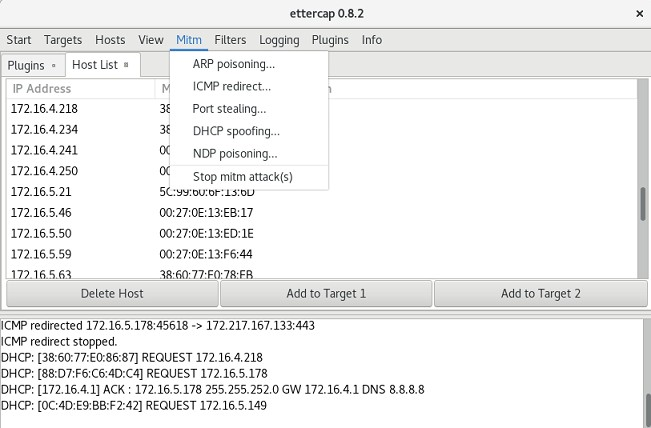 ettercap 0.8.2
Start Targets Hosts View Mitm Filters Logging Plugins Info
Plugins Host List
ARP poisoning...
ICMP redirect...
Port stealing...
DHCP spoofing...
NDP poisoning...
Stop mitm attack(s)
IP Address
172.16.4.218 38
172.16.4.234 38
172.16.4.241 00
172.16.4.250 00
172.16.5.21 5C:99:60:6F:13:6D
172.16.5.46 00:27:0E:13:EB:17
172.16.5.50 00:27:0E:13:ED:1E
172.16.5.59 00:27:0E:13:F6:44
172.16.5.63 38:60:77:E0:78:EB
Delete Host Add to Target 1 Add to Target 2
ICMP redirected 172.16.5.178:45618 -> 172.217.167.133:443
ICMP redirect stopped.
DHCP: [38:60:77:E0:86:87] REQUEST 172.16.4.218
DHCP: [88:D7:F6:C6:4D:C4] REQUEST 172.16.5.178
DHCP: [172.16.4.1] ACK : 172.16.5.178 255.255.252.0 GW 172.16.4.1 DNS 8.8.8.8
DHCP: [0C:4D:E9:BB:F2:42] REQUEST 172.16.5.149